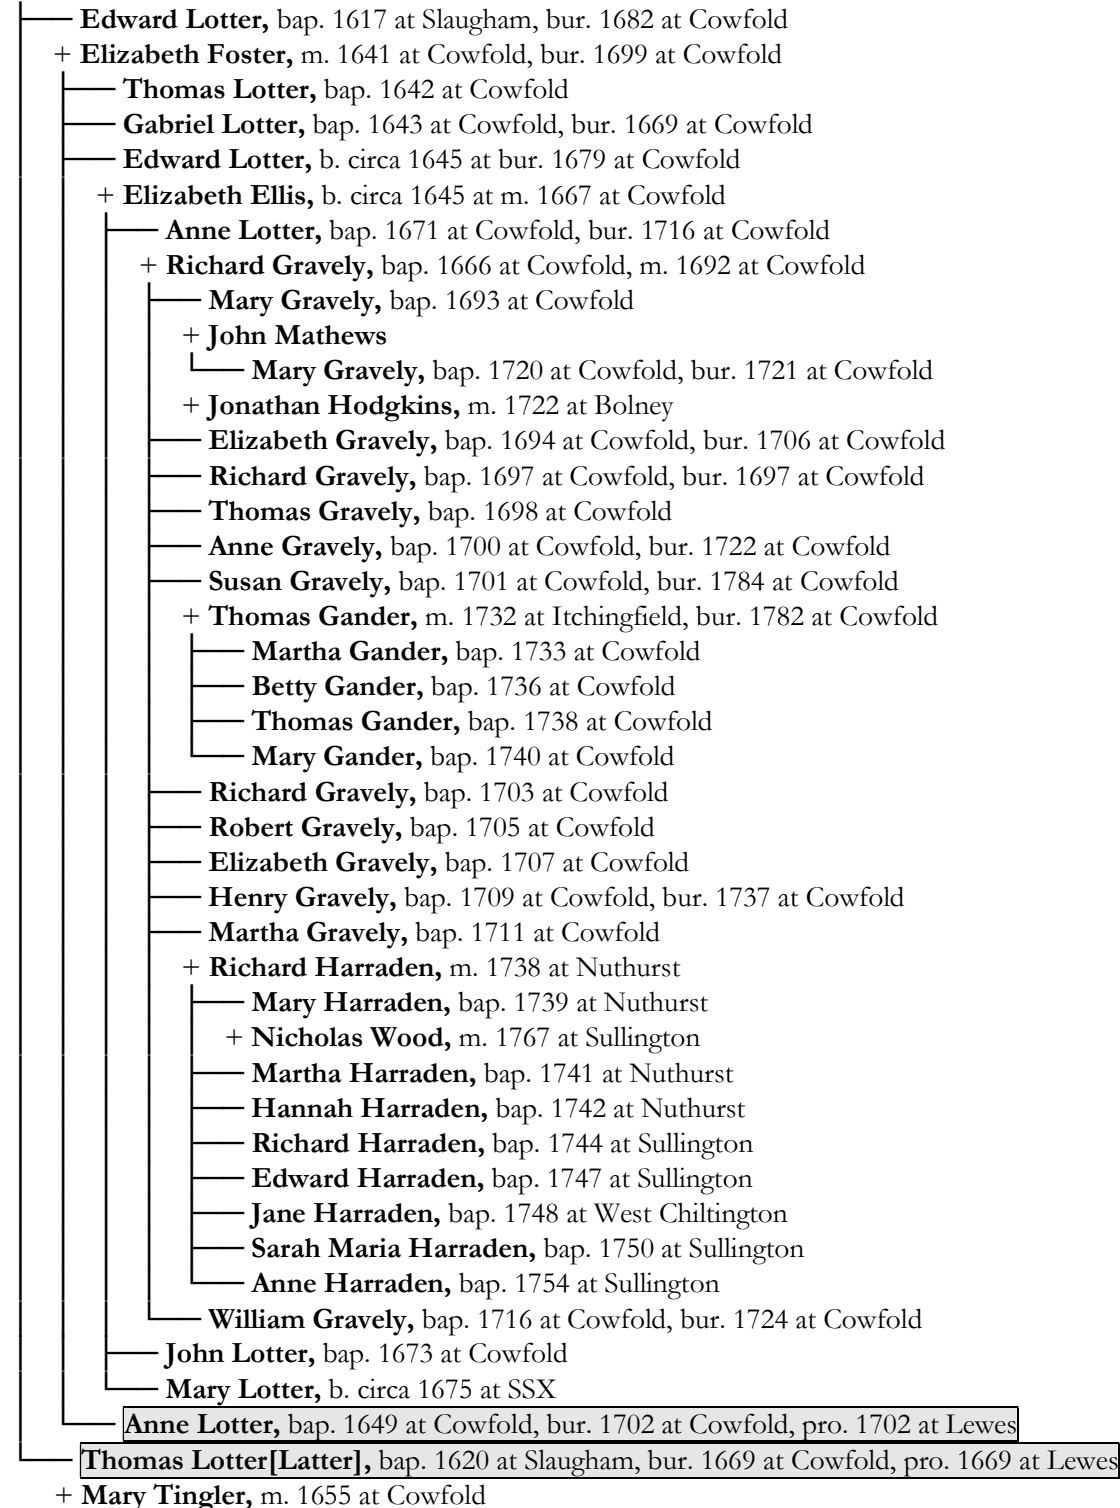 Edward Lotter, bap. 1617 at Slaugham, bur. 1682 at Cowfold
+ Elizabeth Foster, m. 1641 at Cowfold, bur. 1699 at Cowfold
Thomas Lotter, bap. 1642 at Cowfold
Gabriel Lotter, bap. 1643 at Cowfold, bur. 1669 at Cowfold
Edward Lotter, b. circa 1645 at bur. 1679 at Cowfold
+ Elizabeth Ellis, b. circa 1645 at m. 1667 at Cowfold
Anne Lotter, bap. 1671 at Cowfold, bur. 1716 at Cowfold
+ Richard Gravely, bap. 1666 at Cowfold, m. 1692 at Cowfold
Mary Gravely, bap. 1693 at Cowfold
+ John Mathews
Mary Gravely, bap. 1720 at Cowfold, bur. 1721 at Cowfold
+ Jonathan Hodgkins, m. 1722 at Bolney
Elizabeth Gravely, bap. 1694 at Cowfold, bur. 1706 at Cowfold
Richard Gravely, bap. 1697 at Cowfold, bur. 1697 at Cowfold
Thomas Gravely, bap. 1698 at Cowfold
Anne Gravely, bap. 1700 at Cowfold, bur. 1722 at Cowfold
Susan Gravely, bap. 1701 at Cowfold, bur. 1784 at Cowfold
+ Thomas Gander, m. 1732 at Itchingfield, bur. 1782 at Cowfold
Martha Gander, bap. 1733 at Cowfold
Betty Gander, bap. 1736 at Cowfold
Thomas Gander, bap. 1738 at Cowfold
Mary Gander, bap. 1740 at Cowfold
Richard Gravely, bap. 1703 at Cowfold
Robert Gravely, bap. 1705 at Cowfold
Elizabeth Gravely, bap. 1707 at Cowfold
Henry Gravely, bap. 1709 at Cowfold, bur. 1737 at Cowfold
Martha Gravely, bap. 1711 at Cowfold
+ Richard Harraden, m. 1738 at Nuthurst
Mary Harraden, bap. 1739 at Nuthurst
+ Nicholas Wood, m. 1767 at Sullington
Martha Harraden, bap. 1741 at Nuthurst
Hannah Harraden, bap. 1742 at Nuthurst
Richard Harraden, bap. 1744 at Sullington
Edward Harraden, bap. 1747 at Sullington
Jane Harraden, bap. 1748 at West Chiltington
Sarah Maria Harraden, bap. 1750 at Sullington
Anne Harraden, bap. 1754 at Sullington
William Gravely, bap. 1716 at Cowfold, bur. 1724 at Cowfold
John Lotter, bap. 1673 at Cowfold
Mary Lotter, b. circa 1675 at SSX
Anne Lotter, bap. 1649 at Cowfold, bur. 1702 at Cowfold, pro. 1702 at Lewes
Thomas Lotter[Latter], bap. 1620 at Slaugham, bur. 1669 at Cowfold, pro. 1669 at Lewes
+ Mary Tingler, m. 1655 at Cowfold